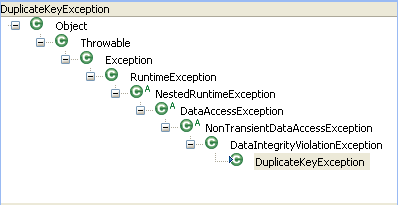 DuplicateKeyException
Object
Throwable
Exception
RuntimeException
NestedRuntimeException
DataAccessException
NonTransientDataAccessException
DataIntegrityViolationException
DuplicateKeyException